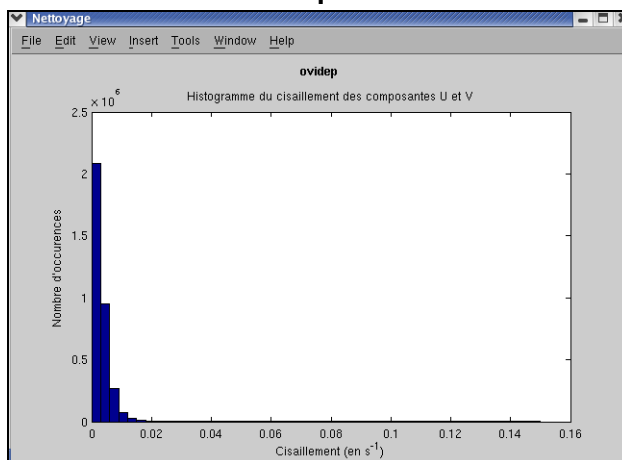 Nettoyage
File Edit View Insert Tools Window Help
ovidep
Histogramme du cisaillement des composantes U et V
× 10^6
2.5
2
1.5
1
0.5
0
Nombre d'occurences
0 0.02 0.04 0.06 0.08 0.1 0.12 0.14 0.16
Cisaillement (en s^-1)